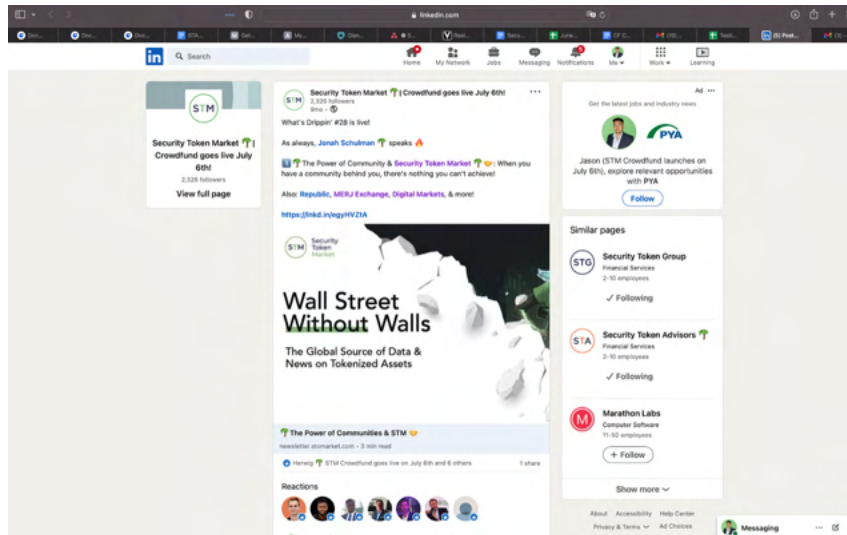 linkedin.com
in
Search
Home
My Network
Jobs
Messaging
Notifications
Me
Work
Learning
STM
Security Token Market 🌴 |
Crowdfund goes live July
6th!
2,326 followers
View full page
STM
Security Token Market 🌴 | Crowdfund goes live July 6th!
2,326 followers
9mo •
What's Drippin' #28 is live!
As always, Jonah Schulman 🌴 speaks 🔥
1️⃣ 🌴 The Power of Community & Security Token Market 🌴 🤝: When you
have a community behind you, there's nothing you can't achieve!
Also: Republic, MERJ Exchange, Digital Markets, & more!
https://lnkd.in/egyHVZtA
STM
Security
Token
Market
Wall Street
Without Walls
The Global Source of Data &
News on Tokenized Assets
🌴 The Power of Communities & STM 🤝
newsletter.stomarket.com • 3 min read
Herwig 🌴 STM Crowdfund goes live on July 6th and 6 others
1 share
Reactions
Ad
Get the latest jobs and industry news
PYA
Jason (STM Crowdfund launches on
July 6th), explore relevant opportunities
with PYA
Follow
Similar pages
STG
Security Token Group
Financial Services
2-10 employees
✓ Following
STA
Security Token Advisors 🌴
Financial Services
2-10 employees
✓ Following
M
Marathon Labs
Computer Software
11-50 employees
+ Follow
Show more
About Accessibility Help Center
Privacy & Terms Ad Choices
Messaging